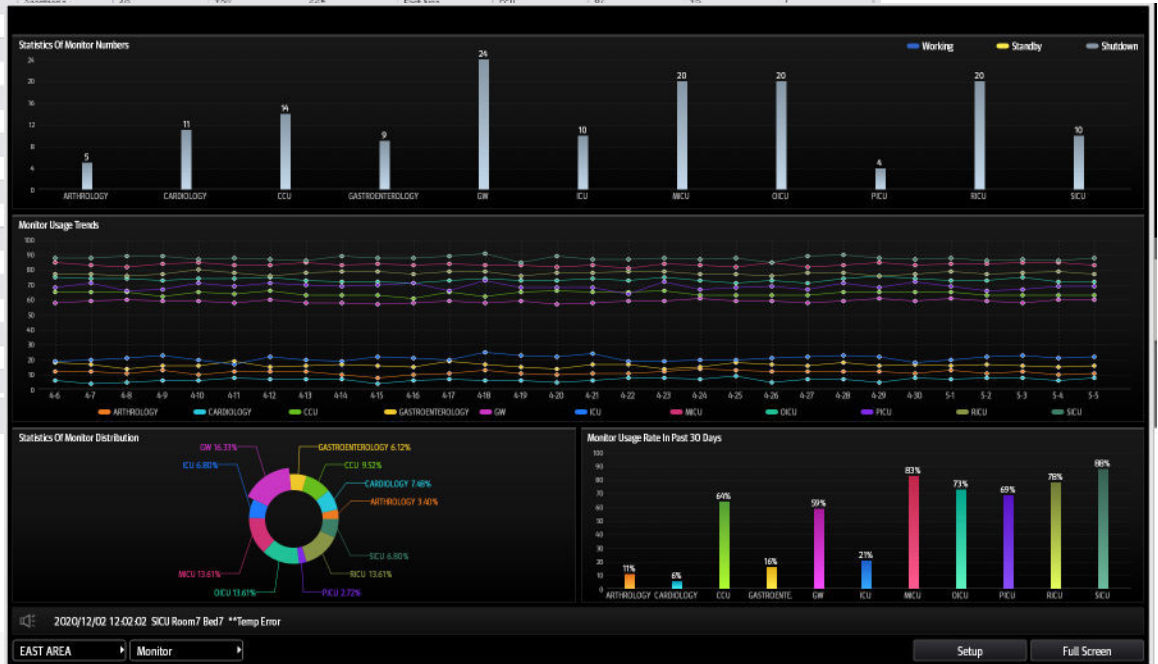 Statistics Of Monitor Numbers
Working Standby Shutdown
24
20
16
12
8
4
0
5 11 14 9 24 10 20 20 4 20 10
ARTHROLOGY CARDIOLOGY CCU GASTROENTEROLOGY GW ICU MICU OICU PICU RICU SICU
Monitor Usage Trends
100
90
80
70
60
50
40
30
20
10
0
4-6 4-7 4-8 4-9 4-10 4-11 4-12 4-13 4-14 4-15 4-16 4-17 4-18 4-19 4-20 4-21 4-22 4-23 4-24 4-25 4-26 4-27 4-28 4-29 4-30 5-1 5-2 5-3 5-4 5-5
ARTHROLOGY CARDIOLOGY CCU GASTROENTEROLOGY GW ICU MICU OICU PICU RICU SICU
Statistics Of Monitor Distribution
GW 16.33% GASTROENTEROLOGY 6.12%
ICU 6.80% CCU 9.52%
CARDIOLOGY 7.48%
ARTHROLOGY 3.40%
SICU 6.80%
MICU 13.61% RICU 13.61%
OICU 13.61% PICU 2.72%
Monitor Usage Rate In Past 30 Days
100
90
80
70
60
50
40
30
20
10
0
11% 6% 64% 16% 59% 21% 83% 73% 69% 78% 88%
ARTHROLOGY CARDIOLOGY CCU GASTROENTE. GW ICU MICU OICU PICU RICU SICU
2020/12/02 12:02:02 SICU Room7 Bed7 **Temp Error
EAST AREA Monitor Setup Full Screen